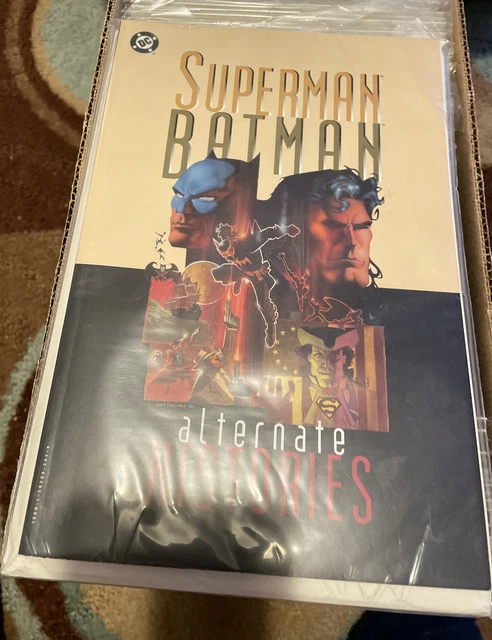 DC
SUPERMAN
BATMAN
alternate
HISTORIES